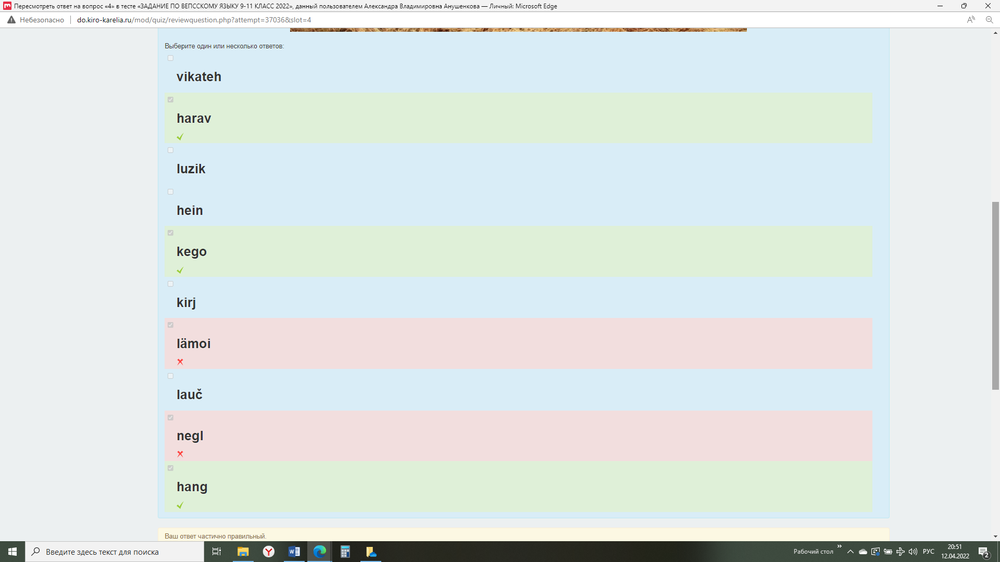 Пересмотреть ответ на вопрос «4» в тесте «ЗАДАНИЕ ПО ВЕПССКОМУ ЯЗЫКУ 9-11 КЛАСС 2022», данный пользователем Александра Владимировна Анушенкова — Личный: Microsoft Edge
Небезопасно do.kiro-karelia.ru/mod/quiz/reviewquestion.php?attempt=37036&slot=4
Выберите один или несколько ответов:
vikateh
harav
luzik
hein
kego
kirj
lämoi
lauč
negl
hang
Ваш ответ частично правильный.
Введите здесь текст для поиска
Рабочий стол
РУС
20:51
12.04.2022
2